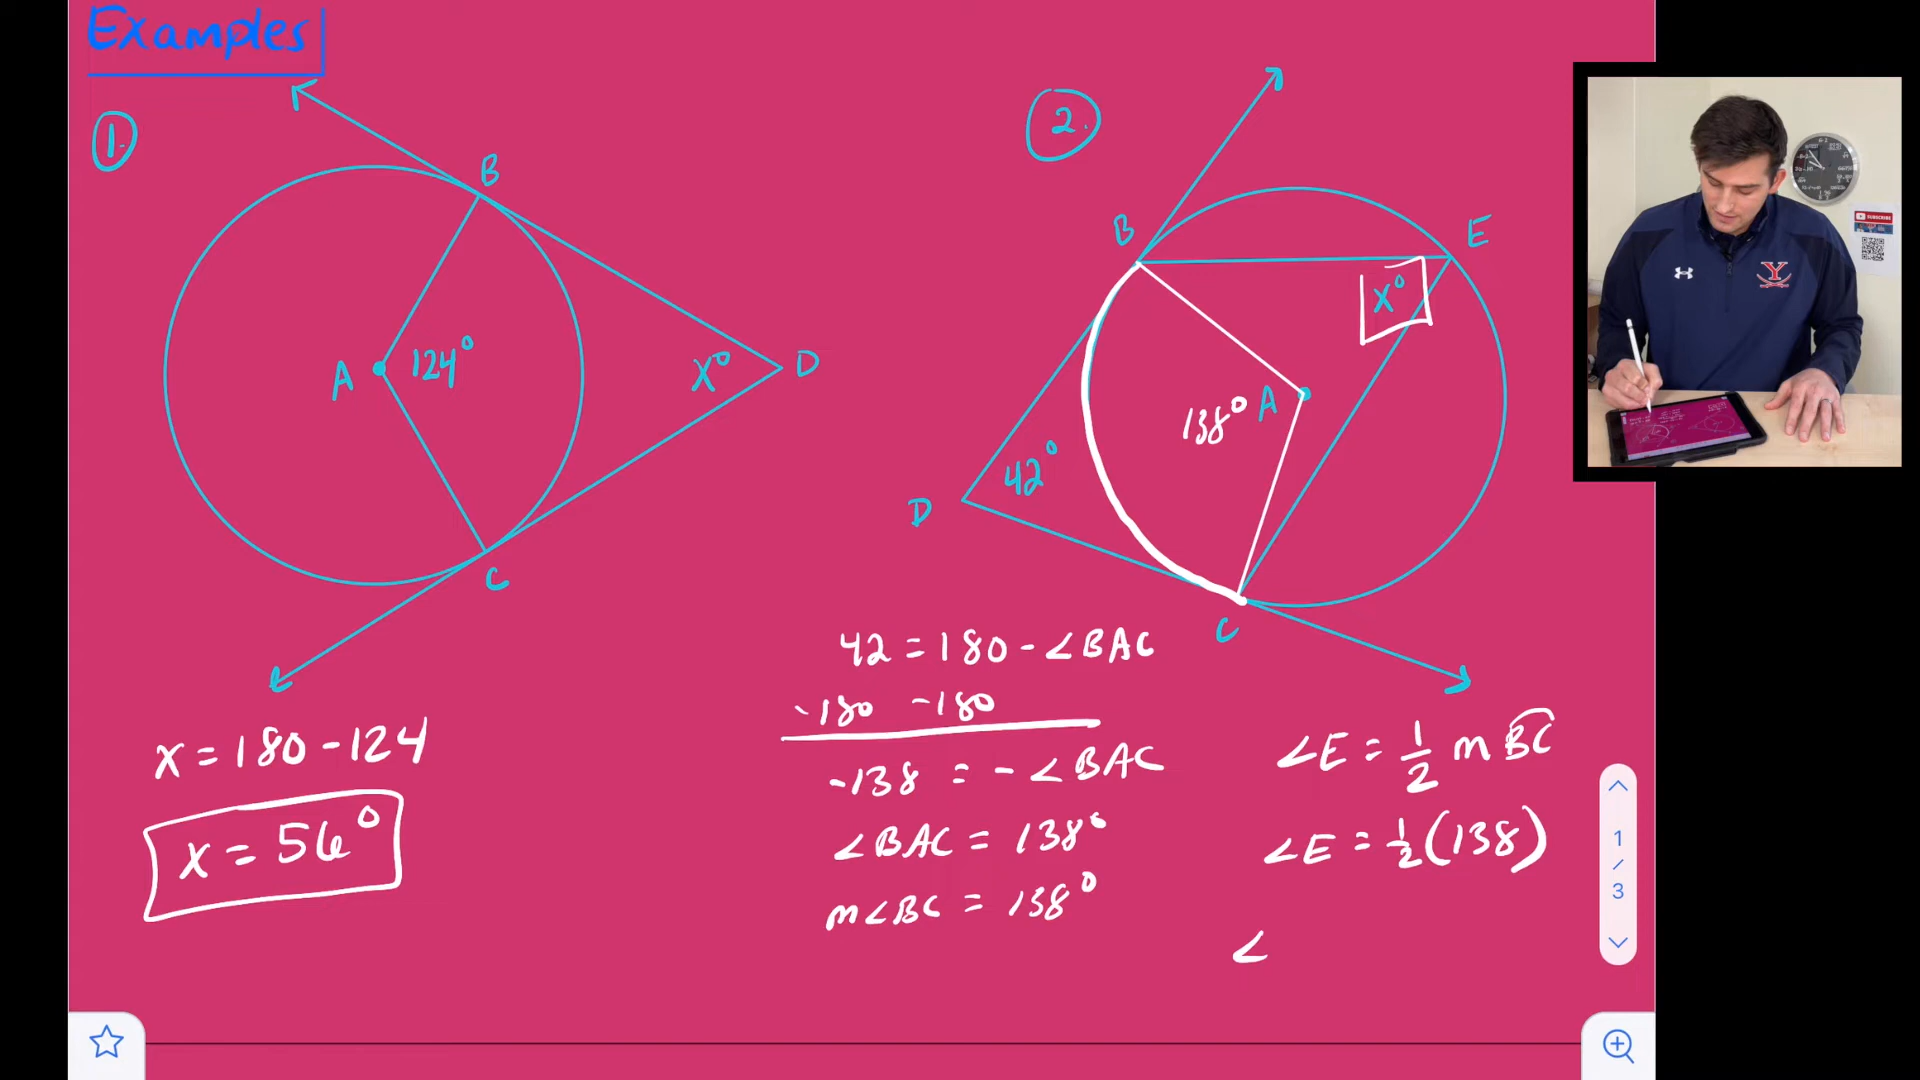 Examples
1.
B
A
124°
x°
D
C
x = 180 - 124
x = 56°
2.
B
E
x°
138°
A
42°
D
C
42 = 180 - ∠BAC
-180 -180
-138 = - ∠BAC
∠BAC = 138°
m∠BC = 138°
∠E = 1/2 m BC
∠E = 1/2 (138)
∠
Y
SUBSCRIBE
1
/
3